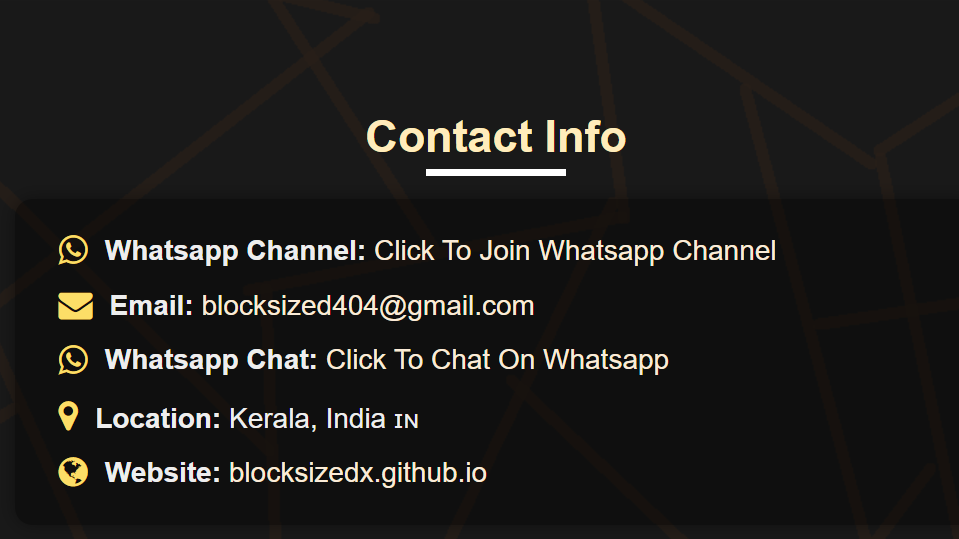 Contact Info
Whatsapp Channel: Click To Join Whatsapp Channel
Email: blocksized404@gmail.com
Whatsapp Chat: Click To Chat On Whatsapp
Location: Kerala, India ɪɴ
Website: blocksizedx.github.io